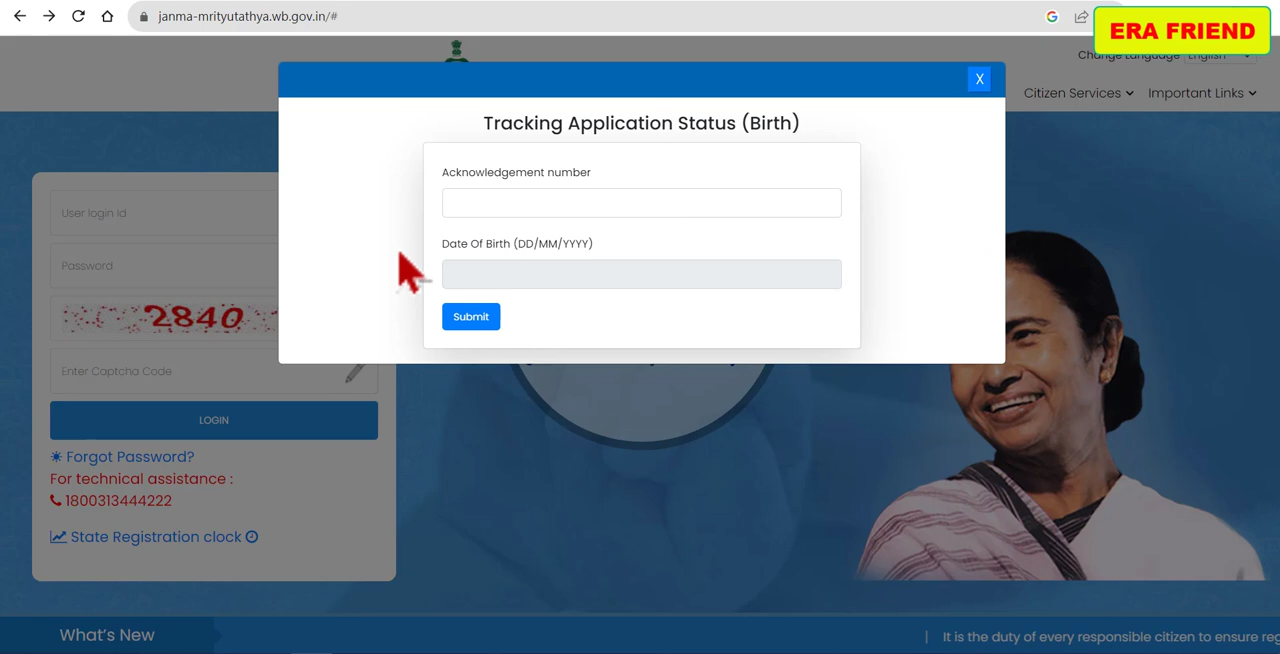 janma-mrityutathya.wb.gov.in/#
ERA FRIEND
Change Language English
Citizen Services
Important Links
X
Tracking Application Status (Birth)
Acknowledgement number
Date Of Birth (DD/MM/YYYY)
Submit
User login Id
Password
2840
Enter Captcha Code
LOGIN
Forgot Password?
For technical assistance :
1800313444222
State Registration clock
What's New
| It is the duty of every responsible citizen to ensure reg